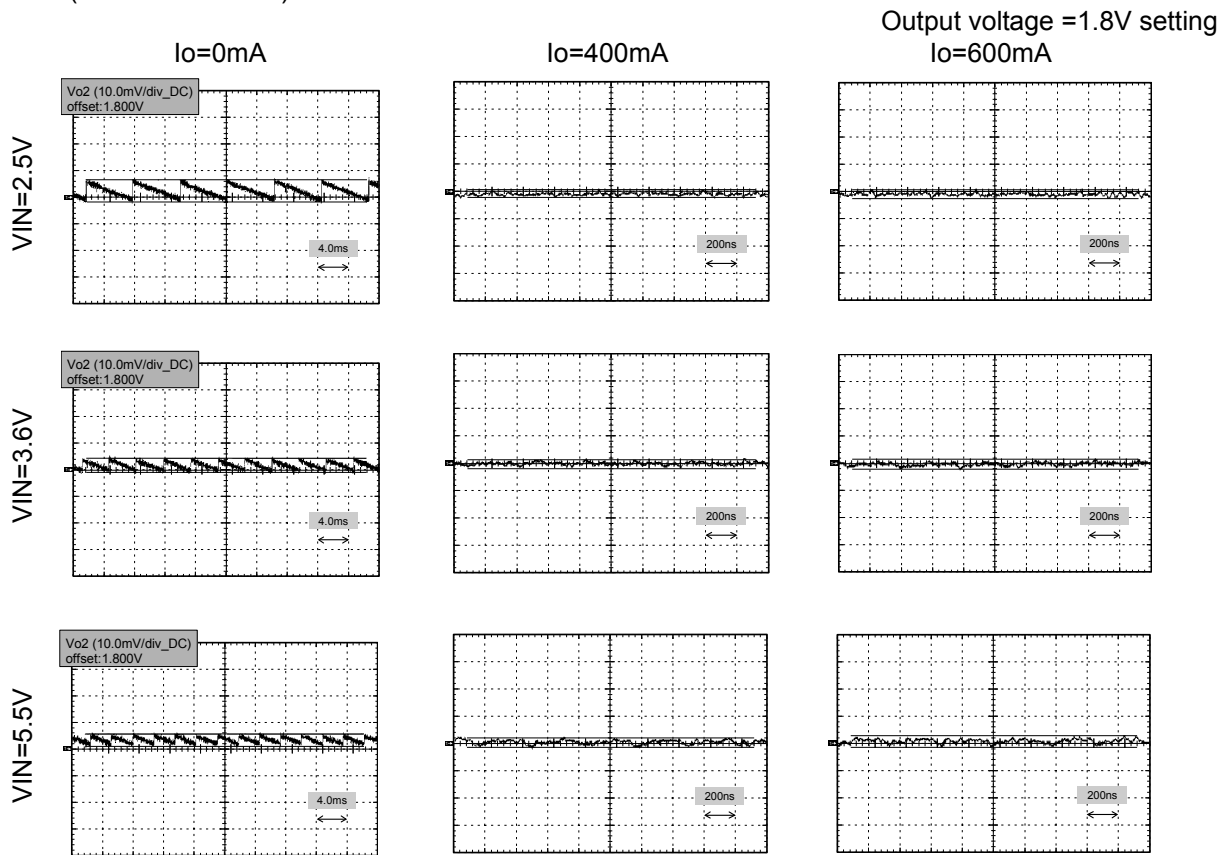 Output voltage =1.8V setting
Io=0mA
Io=400mA
Io=600mA
VIN=2.5V
Vo2 (10.0mV/div_DC)
offset:1.800V
4.0ms
200ns
200ns
VIN=3.6V
Vo2 (10.0mV/div_DC)
offset:1.800V
4.0ms
200ns
200ns
VIN=5.5V
Vo2 (10.0mV/div_DC)
offset:1.800V
4.0ms
200ns
200ns